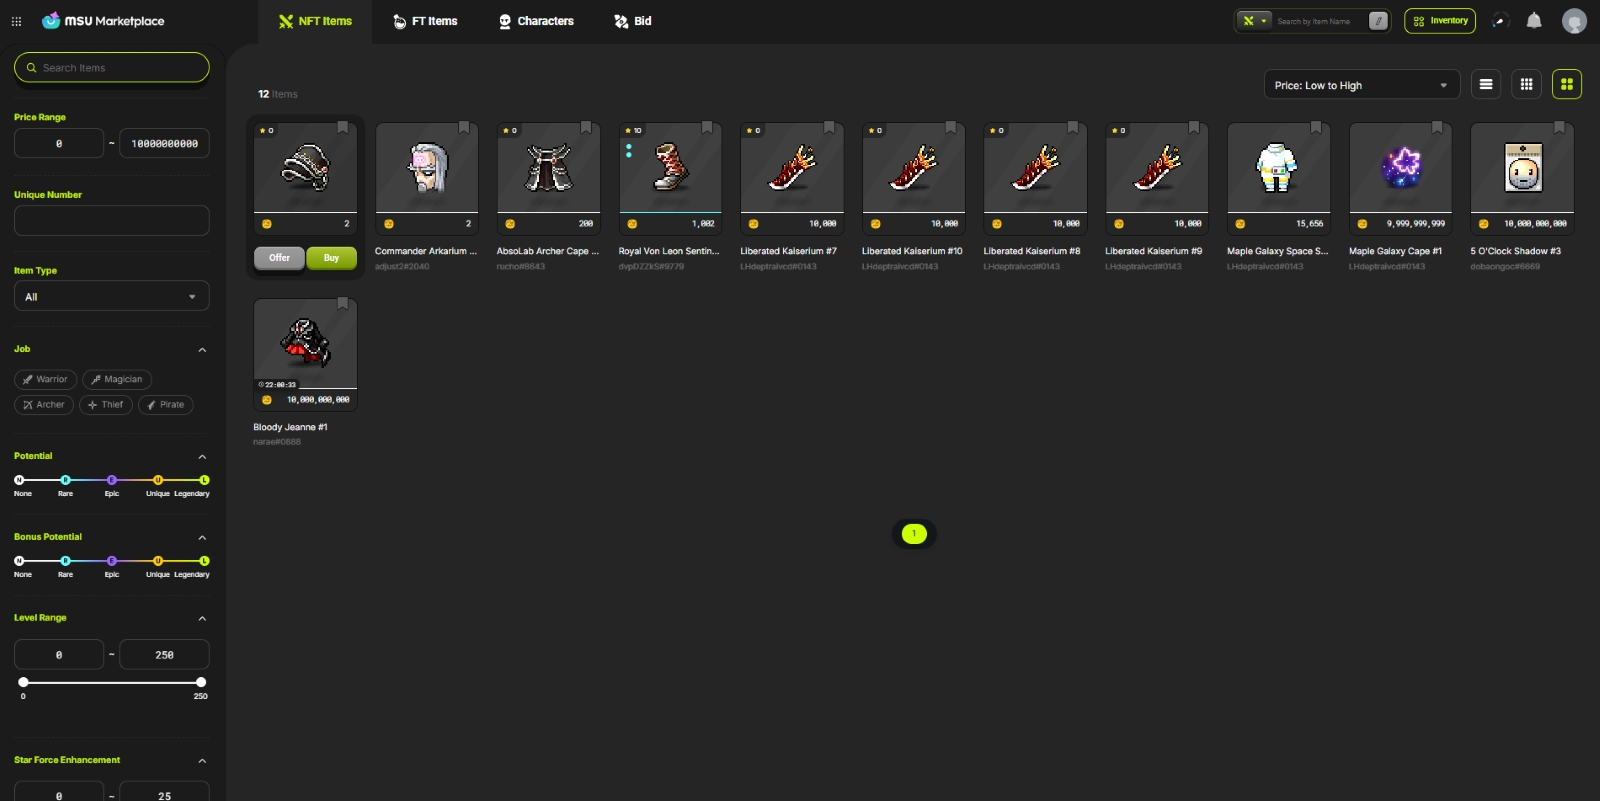 MSU Marketplace
NFT Items
FT Items
Characters
Bid
Search by Item Name
/
Inventory
Search Items
Price Range
0 ~ 10000000000
Unique Number
Item Type
All
Job
Warrior
Magician
Archer
Thief
Pirate
Potential
N R E U L
None Rare Epic Unique Legendary
Bonus Potential
N R E U L
None Rare Epic Unique Legendary
Level Range
0 ~ 250
0 250
Star Force Enhancement
0 ~ 25
12 Items
Price: Low to High
0
2
Offer Buy
2
Commander Arkarium ...
adjust2#2040
0
200
AbsoLab Archer Cape ...
rucho#8643
10
1,002
Royal Von Leon Sentin...
dvpDZZkS#9779
0
10,000
Liberated Kaiserium #7
LHdeptraivcd#0143
0
10,000
Liberated Kaiserium #10
LHdeptraivcd#0143
0
10,000
Liberated Kaiserium #8
LHdeptraivcd#0143
0
10,000
Liberated Kaiserium #9
LHdeptraivcd#0143
15,656
Maple Galaxy Space S...
LHdeptraivcd#0143
9,999,999,999
Maple Galaxy Cape #1
LHdeptraivcd#0143
10,000,000,000
5 O'Clock Shadow #3
dobaongoc#6669
22:00:33
10,000,000,000
Bloody Jeanne #1
narae#0888
1